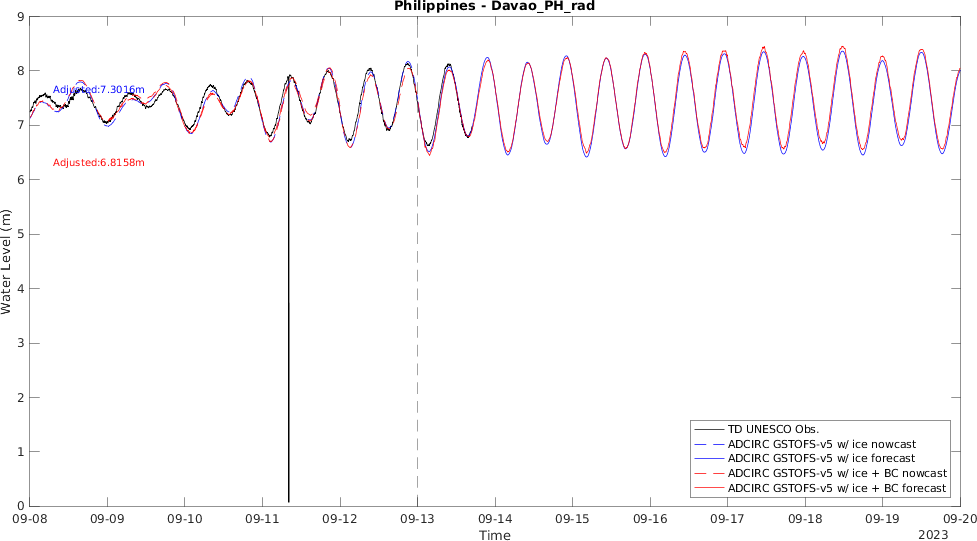 Philippines - Davao_PH_rad
9
8
7
6
5
4
3
2
1
0
Water Level (m)
Adjusted:7.3016m
Adjusted:6.8158m
TD UNESCO Obs.
ADCIRC GSTOFS-v5 w/ ice nowcast
ADCIRC GSTOFS-v5 w/ ice forecast
ADCIRC GSTOFS-v5 w/ ice + BC nowcast
ADCIRC GSTOFS-v5 w/ ice + BC forecast
09-08 09-09 09-10 09-11 09-12 09-13 09-14 09-15 09-16 09-17 09-18 09-19 09-20
Time
2023